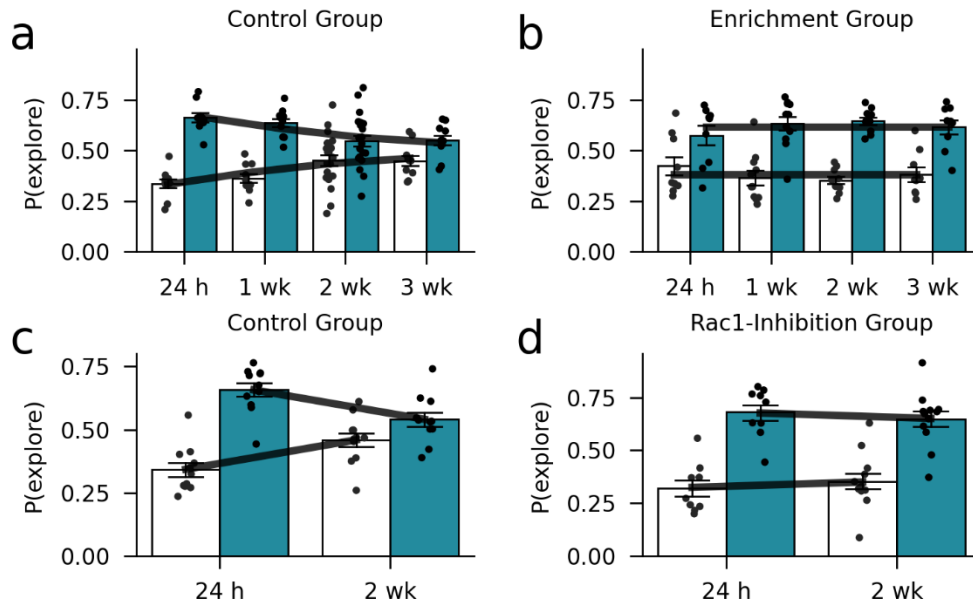 a
Control Group
P(explore)
0.75
0.50
0.25
0.00
24 h 1 wk 2 wk 3 wk
b
Enrichment Group
P(explore)
0.75
0.50
0.25
0.00
24 h 1 wk 2 wk 3 wk
c
Control Group
P(explore)
0.75
0.50
0.25
0.00
24 h 2 wk
d
Rac1-Inhibition Group
P(explore)
0.75
0.50
0.25
0.00
24 h 2 wk